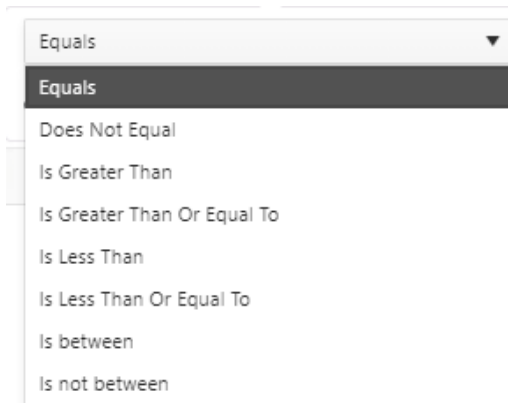 Equals
Equals
Does Not Equal
Is Greater Than
Is Greater Than Or Equal To
Is Less Than
Is Less Than Or Equal To
Is between
Is not between